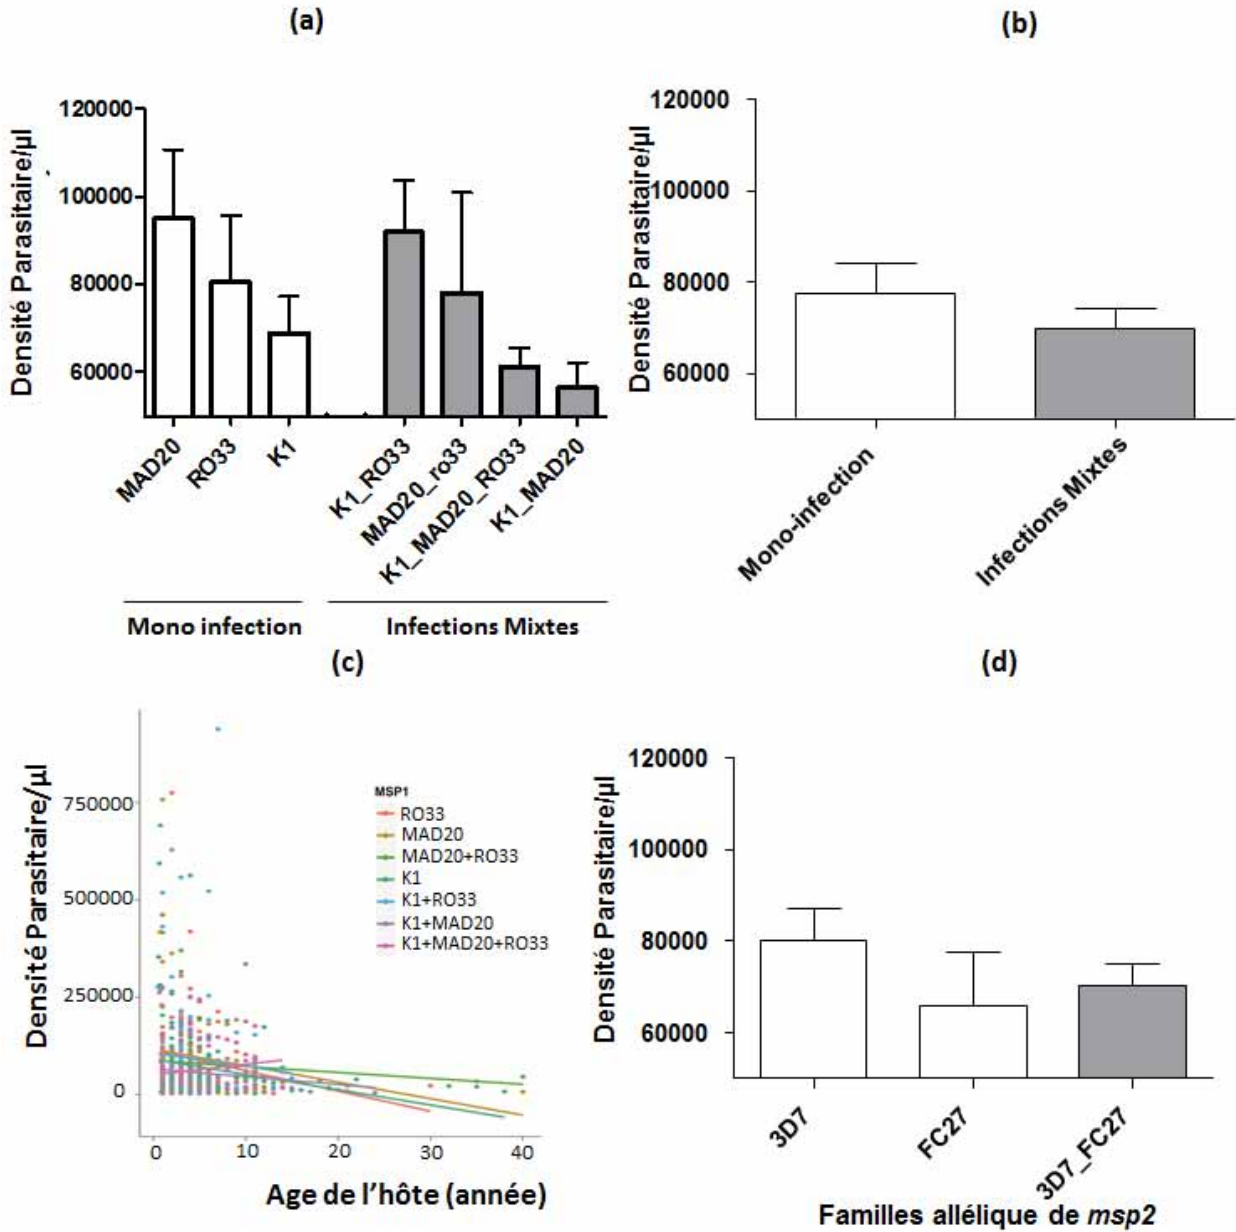 (a)
Densité Parasitaire/µl
120000
100000
80000
60000
MAD20
RO33
K1
K1_RO33
MAD20_ro33
K1_MAD20_RO33
K1_MAD20
Mono infection
Infections Mixtes
(b)
Densité Parasitaire/µl
120000
100000
80000
60000
Mono-infection
Infections Mixtes
(c)
Densité Parasitaire/µl
750000
500000
250000
0
MSP1
RO33
MAD20
MAD20+RO33
K1
K1+RO33
K1+MAD20
K1+MAD20+RO33
0
10
20
30
40
Age de l'hôte (année)
(d)
Densité Parasitaire/µl
120000
100000
80000
60000
3D7
FC27
3D7_FC27
Familles allélique de msp2